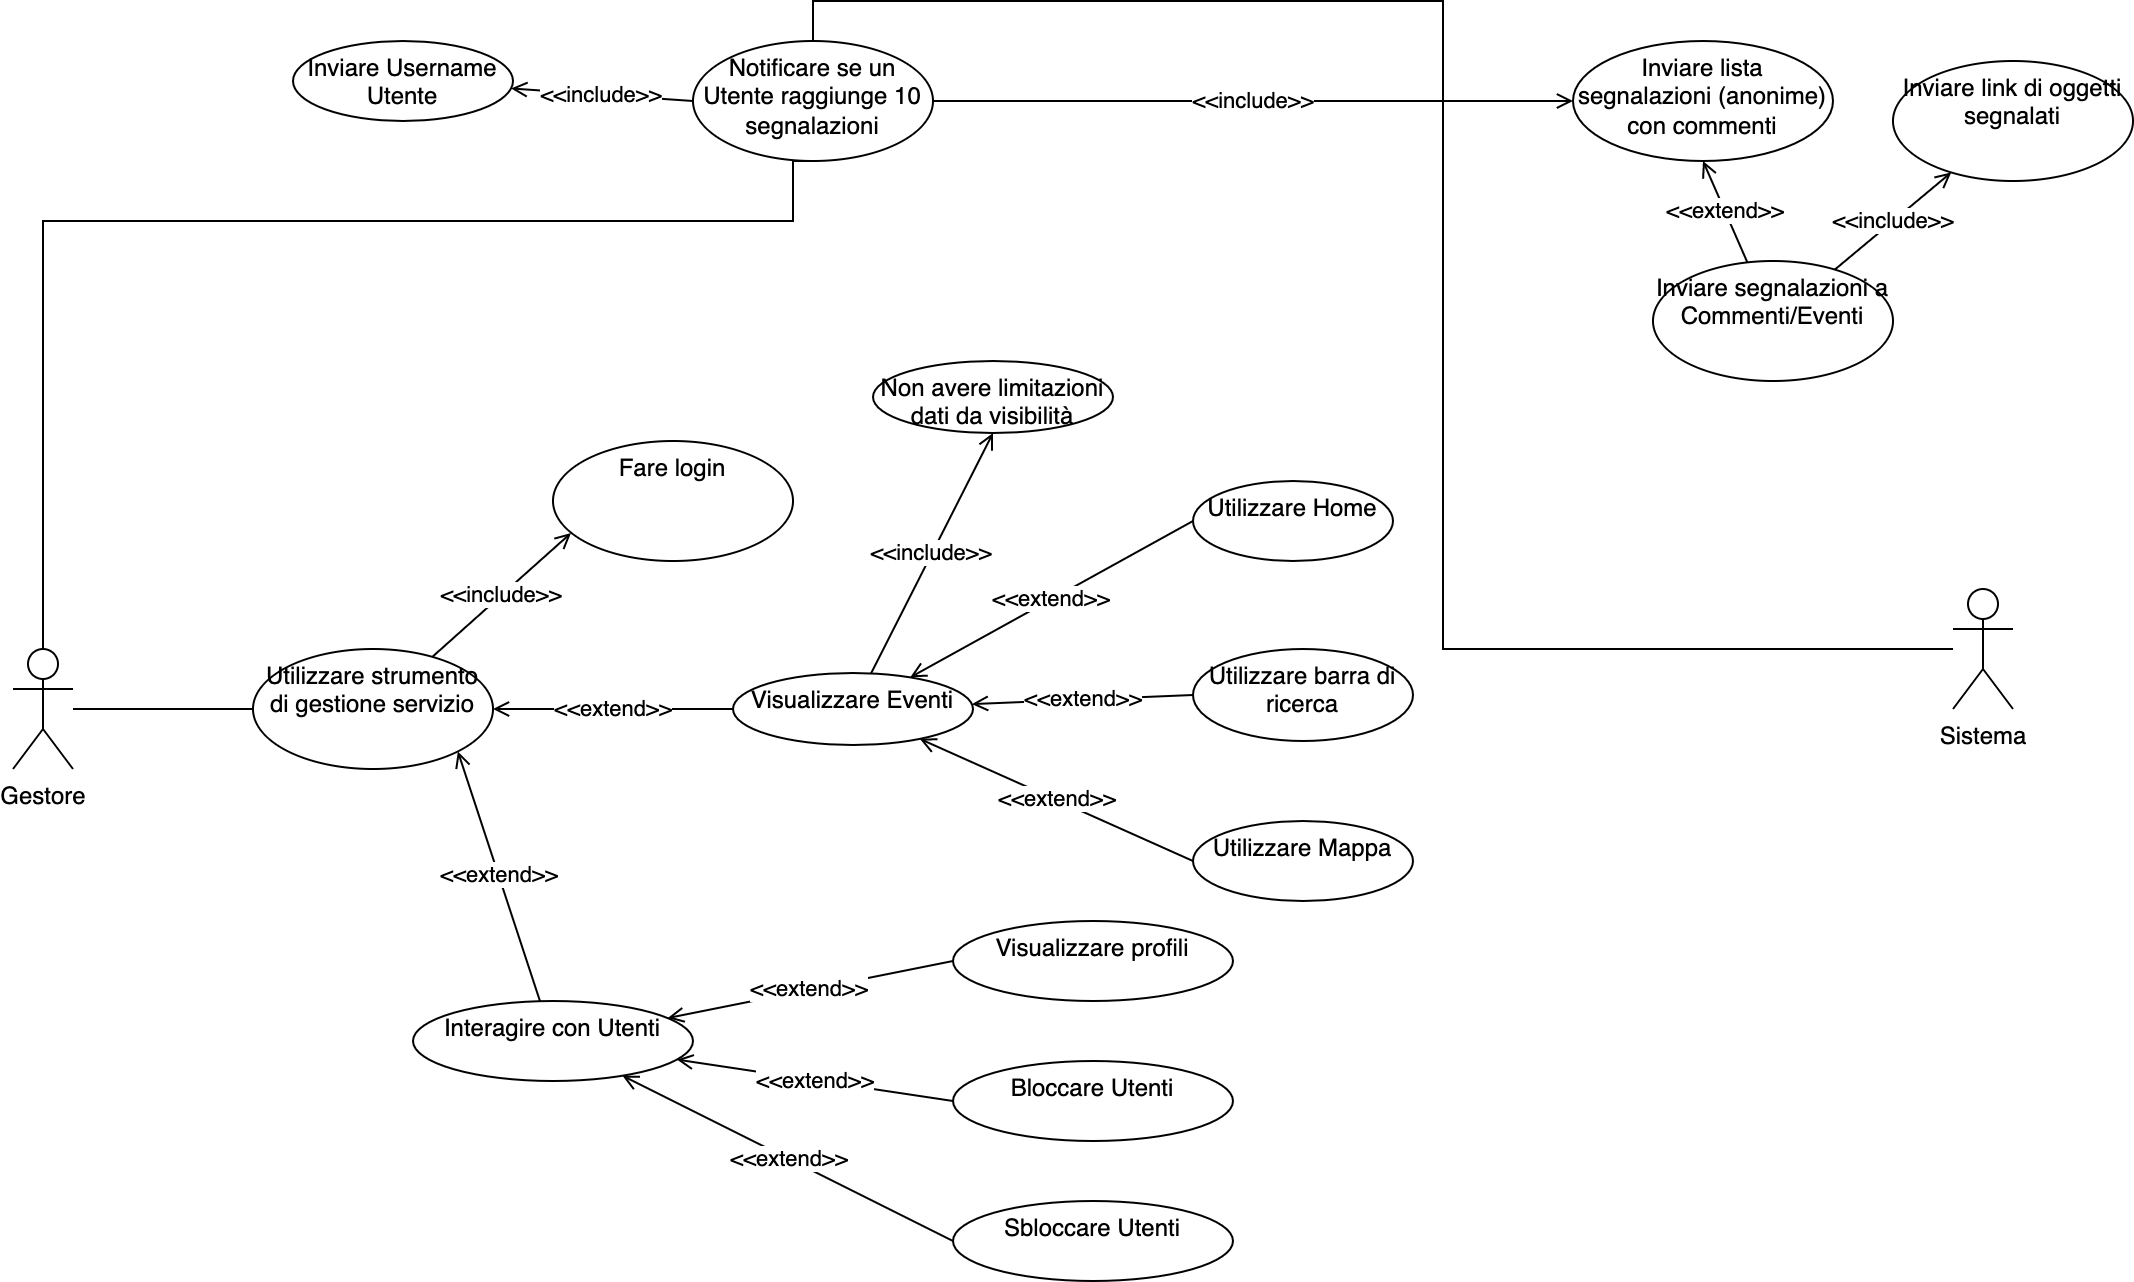 Inviare Username
Utente
<<include>>
Notificare se un
Utente raggiunge 10
segnalazioni
<<include>>
Inviare lista
segnalazioni (anonime)
con commenti
Inviare link di oggetti
segnalati
<<extend>>
<<include>>
Inviare segnalazioni a
Commenti/Eventi
Non avere limitazioni
dati da visibilità
Fare login
Utilizzare Home
<<include>>
<<include>>
<<extend>>
Utilizzare strumento
di gestione servizio
<<extend>>
Visualizzare Eventi
<<extend>>
Utilizzare barra di
ricerca
Sistema
Gestore
<<extend>>
Utilizzare Mappa
<<extend>>
Visualizzare profili
<<extend>>
Interagire con Utenti
<<extend>>
Bloccare Utenti
<<extend>>
Sbloccare Utenti